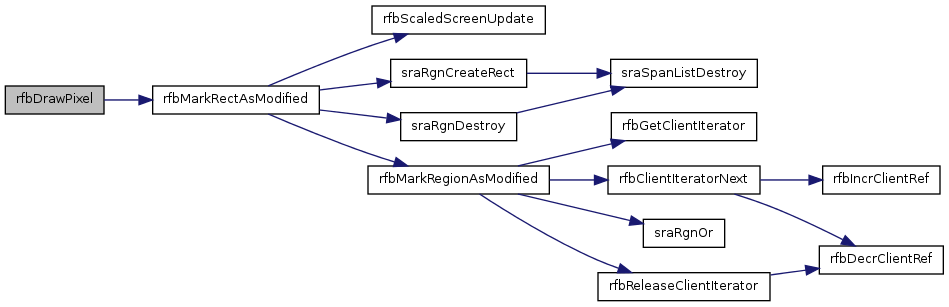 rfbDrawPixel
rfbMarkRectAsModified
rfbScaledScreenUpdate
sraRgnCreateRect
sraRgnDestroy
rfbMarkRegionAsModified
sraSpanListDestroy
rfbGetClientIterator
rfbClientIteratorNext
sraRgnOr
rfbReleaseClientIterator
rfbIncrClientRef
rfbDecrClientRef